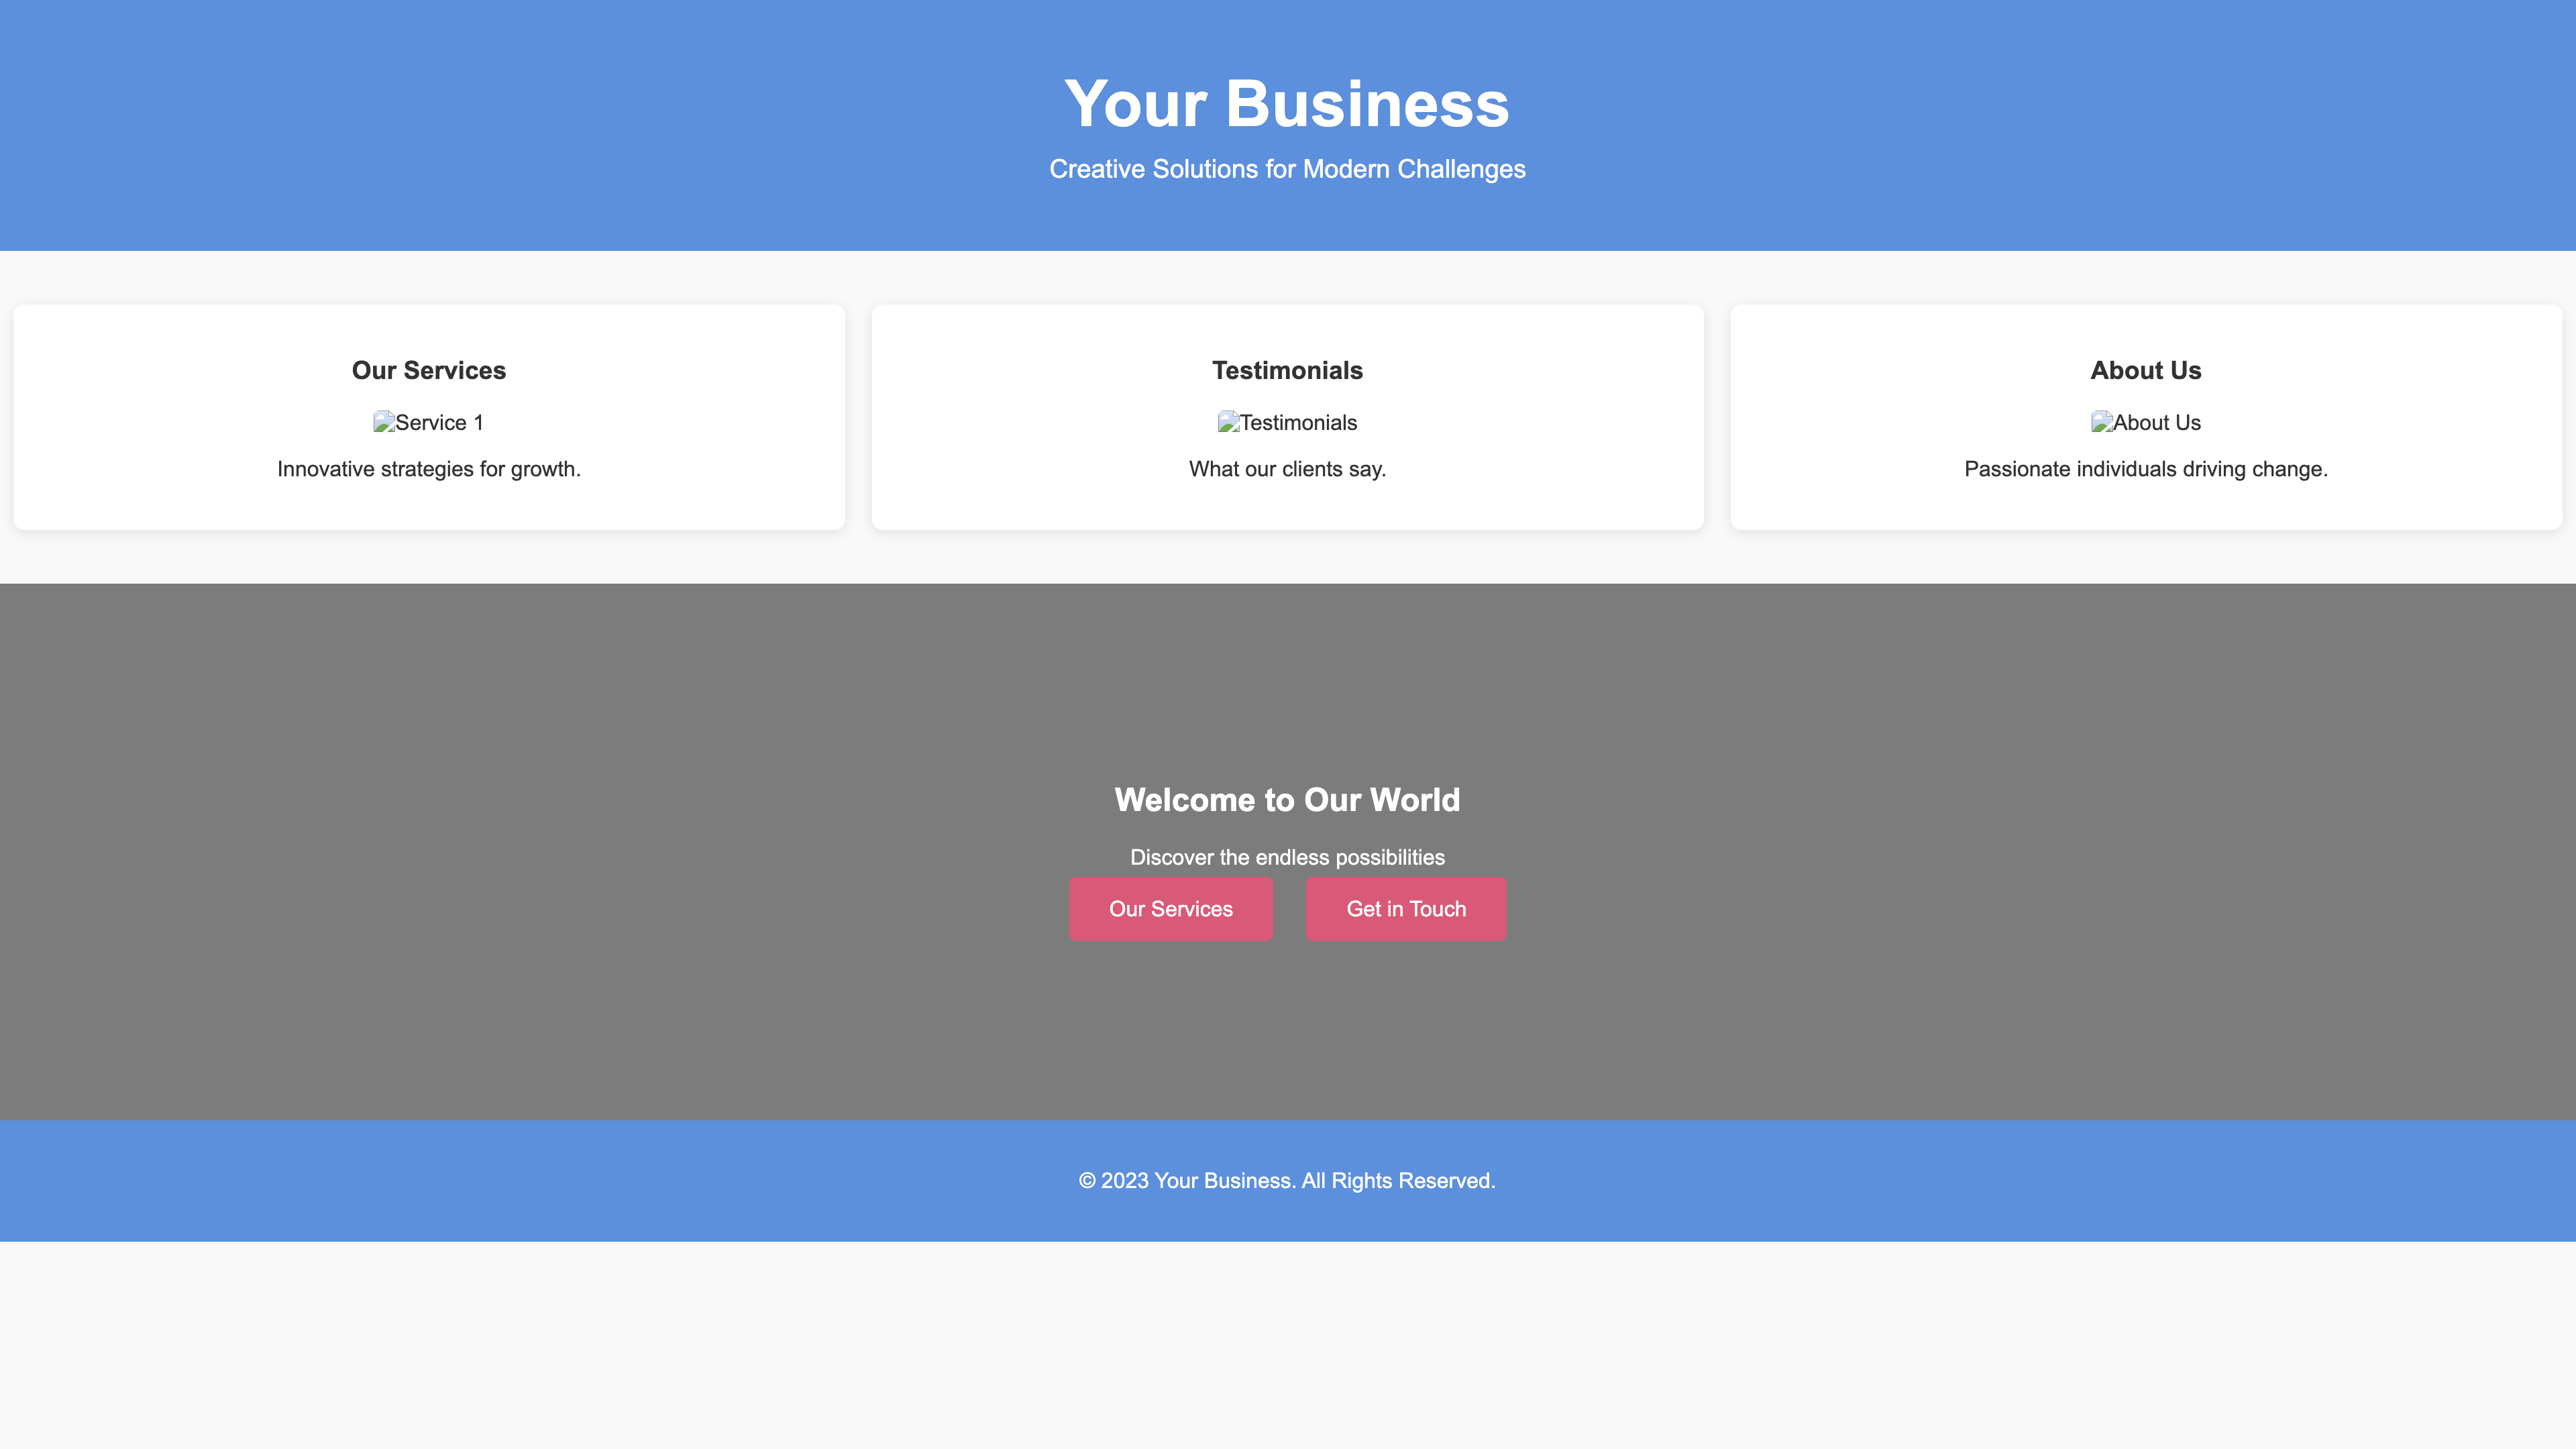 Your Business
Creative Solutions for Modern Challenges
Our Services
Service 1
Innovative strategies for growth.
Testimonials
Testimonials
What our clients say.
About Us
About Us
Passionate individuals driving change.
Welcome to Our World
Discover the endless possibilities
Our Services
Get in Touch
© 2023 Your Business. All Rights Reserved.